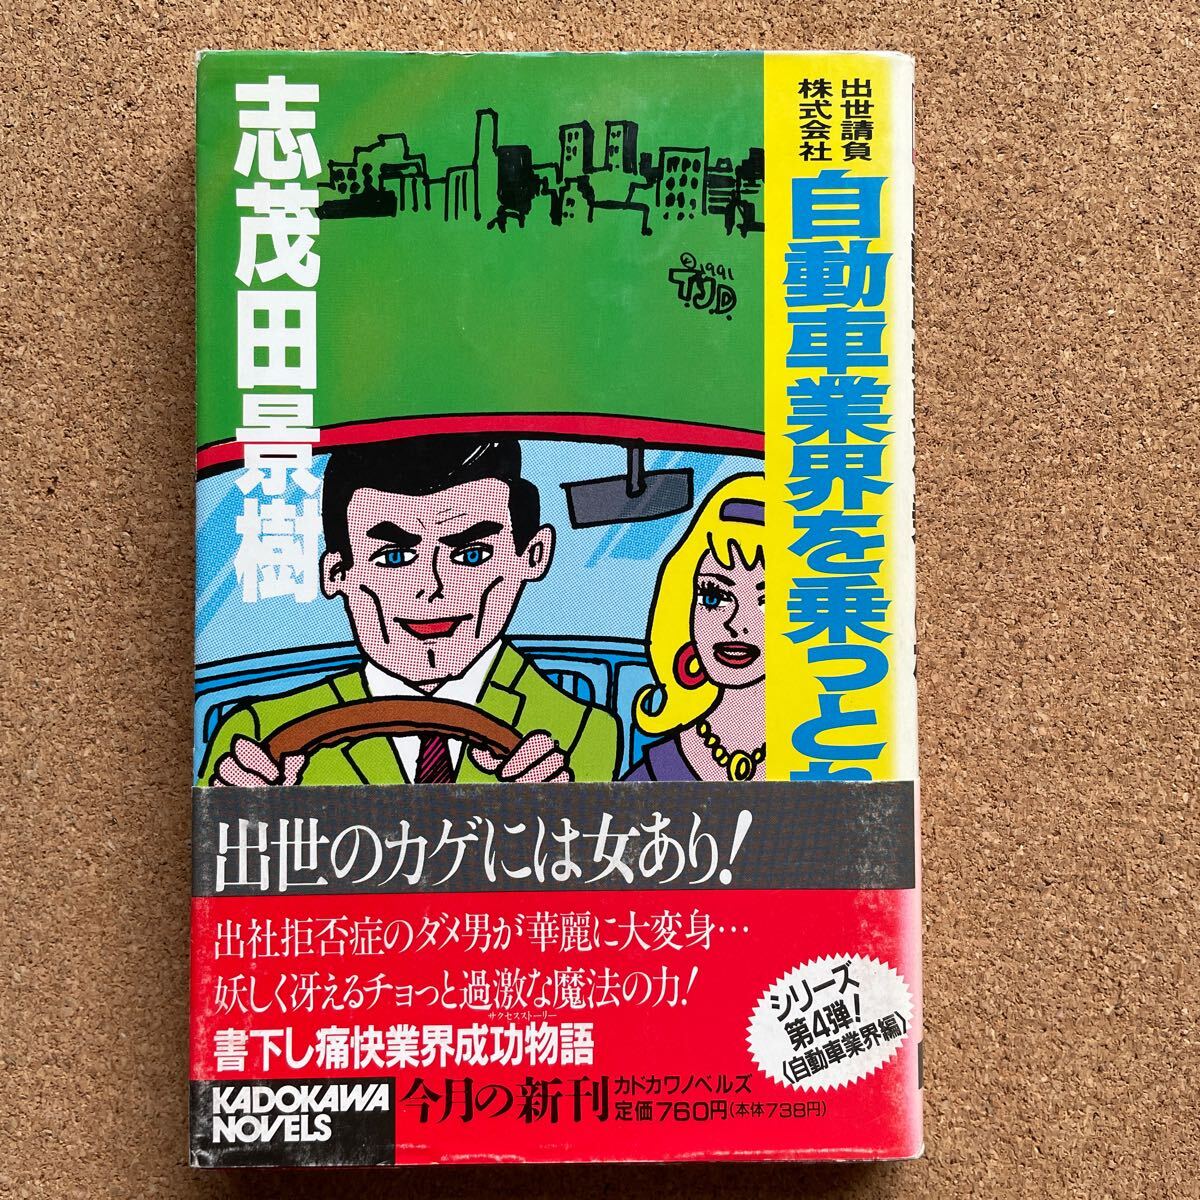 出世請負
株式会社
自動車業界を乗っと
志茂田景樹
©1991
T.Y.D.
出世のカゲには女あり!
出社拒否症のダメ男が華麗に大変身…
妖しく冴えるチョっと過激な魔法の力!
サクセスストーリー
書下し痛快業界成功物語
シリーズ
第4弾!
〈自動車業界編〉
KADOKAWA
NOVELS
今月の新刊
カドカワノベルズ
定価760円(本体738円)